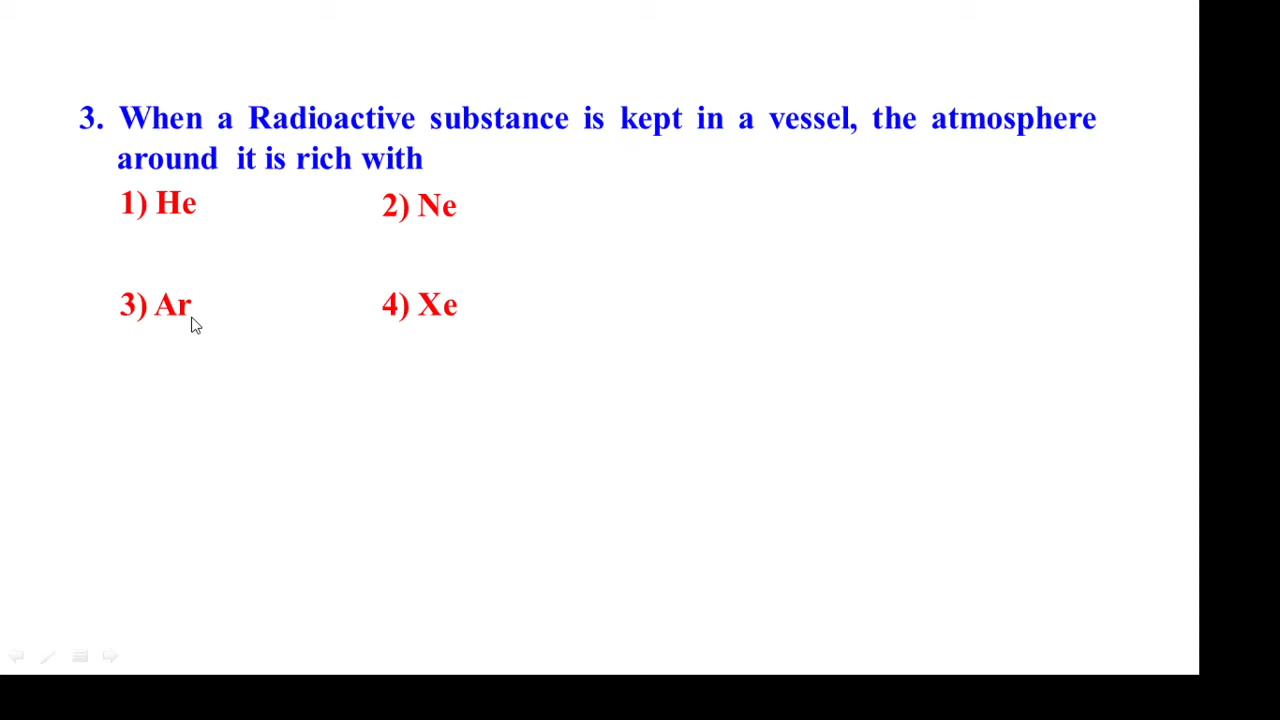 3. When a Radioactive substance is kept in a vessel, the atmosphere
around it is rich with
1) He 2) Ne
3) Ar 4) Xe